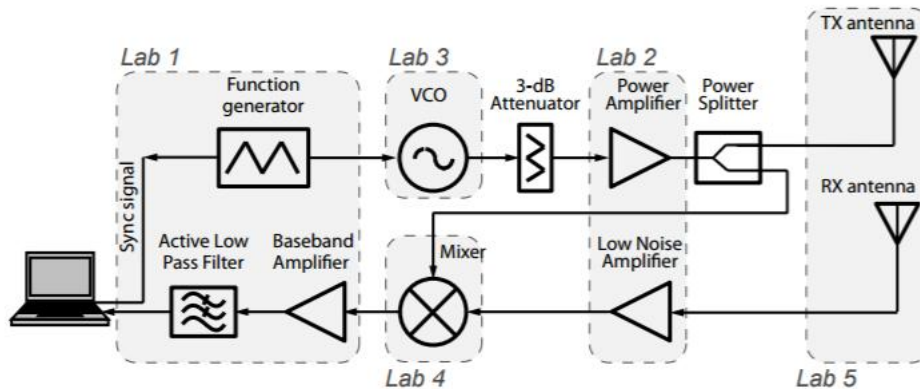 Lab 1
Function
generator
Lab 3
VCO
3-dB
Attenuator
Lab 2
Power
Amplifier
Power
Splitter
TX antenna
Sync signal
Active Low
Pass Filter
Baseband
Amplifier
Mixer
Low Noise
Amplifier
RX antenna
Lab 4
Lab 5